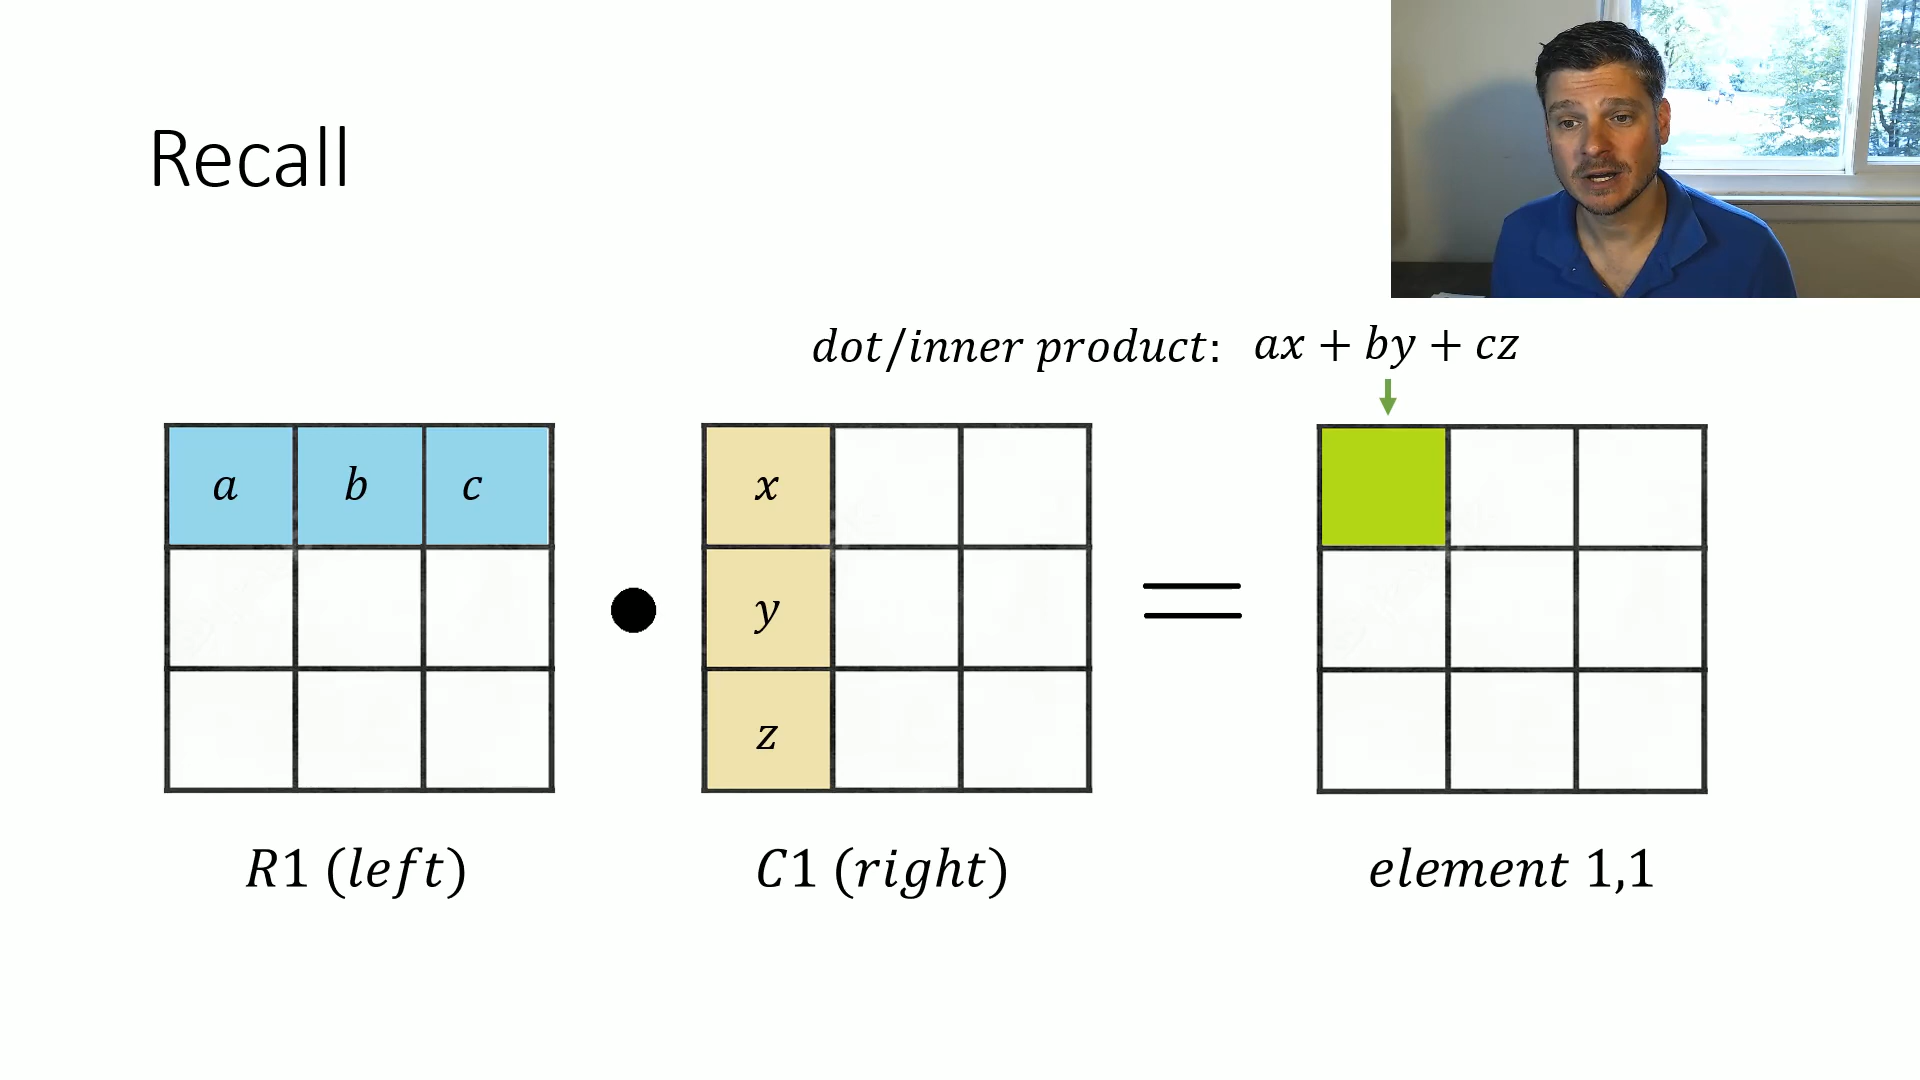 Recall
dot/inner product: ax + by + cz
a b c
x
y
z
=
R1 (left)
C1 (right)
element 1,1